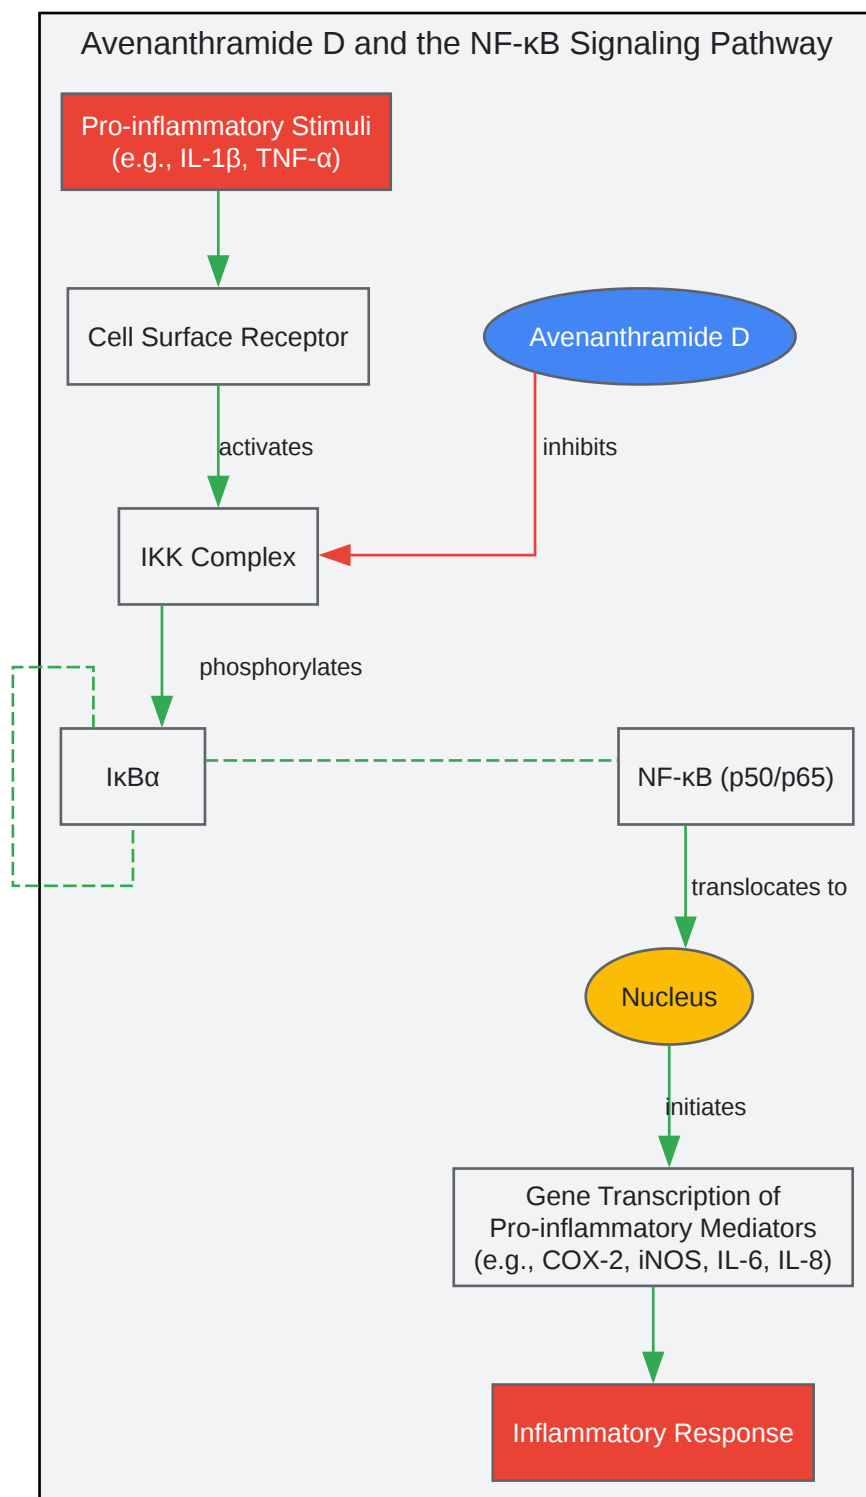 Avenanthramide D and the NF-κB Signaling Pathway
Pro-inflammatory Stimuli
(e.g., IL-1β, TNF-α)
Cell Surface Receptor
Avenanthramide D
activates
inhibits
IKK Complex
phosphorylates
IκBα
NF-κB (p50/p65)
translocates to
Nucleus
initiates
Gene Transcription of
Pro-inflammatory Mediators
(e.g., COX-2, iNOS, IL-6, IL-8)
Inflammatory Response